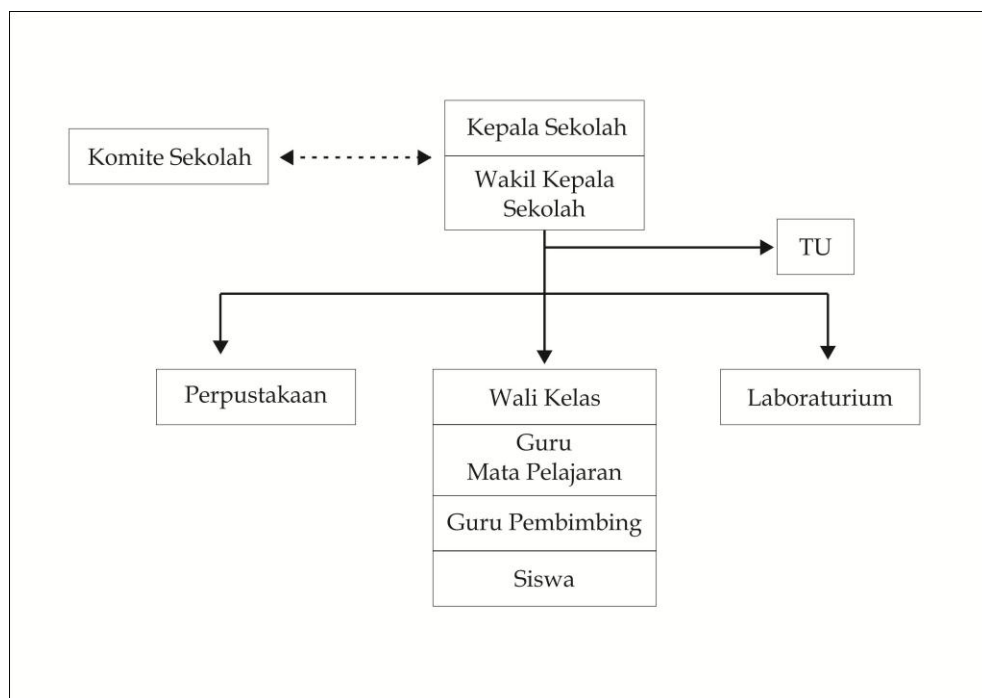 Kepala Sekolah
Komite Sekolah
Wakil Kepala
Sekolah
TU
Perpustakaan
Wali Kelas
Laboraturium
Guru
Mata Pelajaran
Guru Pembimbing
Siswa